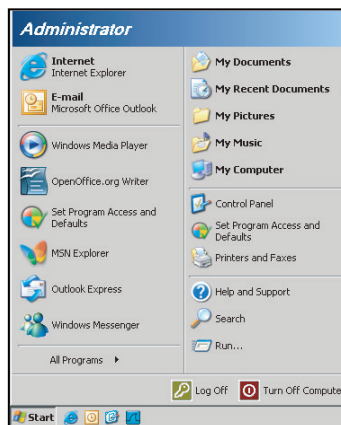 Administrator
Internet
Internet Explorer
E-mail
Microsoft Office Outlook
Windows Media Player
OpenOffice.org Writer
Set Program Access and
Defaults
MSN Explorer
Outlook Express
Windows Messenger
All Programs
My Documents
My Recent Documents
My Pictures
My Music
My Computer
Control Panel
Set Program Access and
Defaults
Printers and Faxes
Help and Support
Search
Run...
Log Off
Turn Off Compute
Start